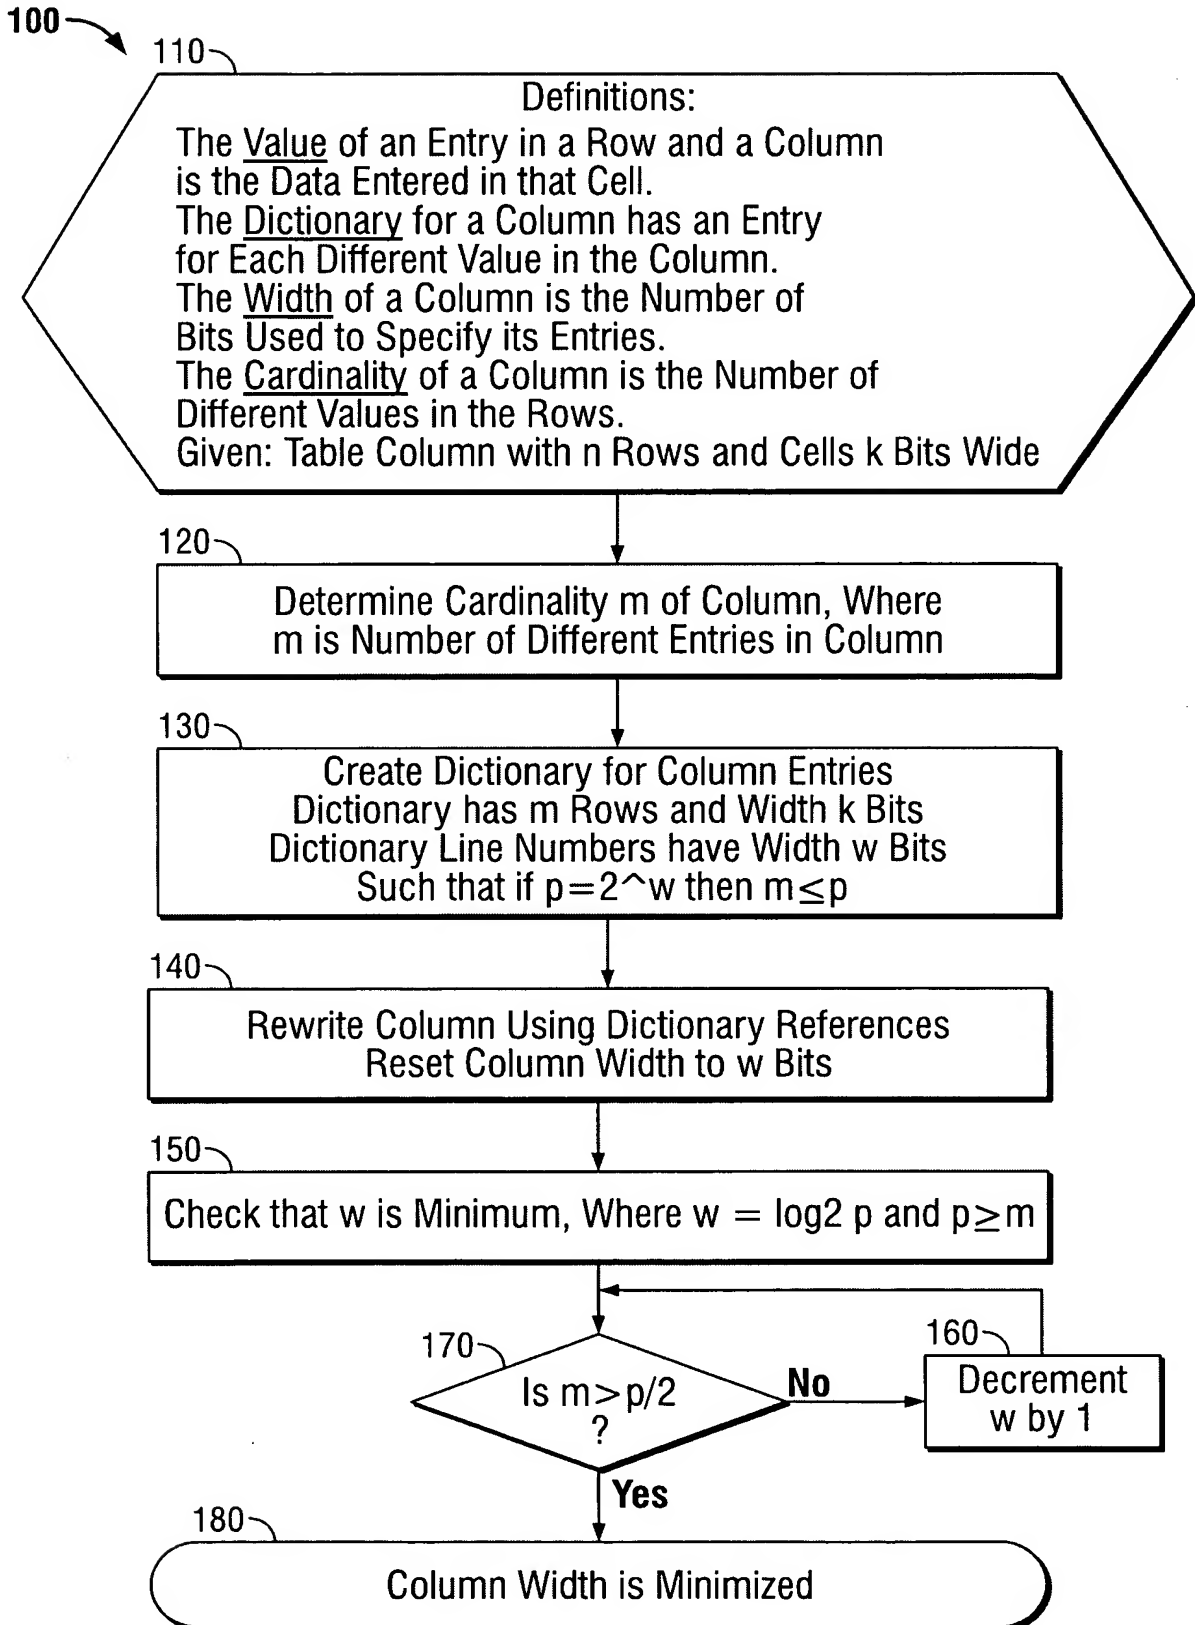 100
110
Definitions:
The Value of an Entry in a Row and a Column
is the Data Entered in that Cell.
The Dictionary for a Column has an Entry
for Each Different Value in the Column.
The Width of a Column is the Number of
Bits Used to Specify its Entries.
The Cardinality of a Column is the Number of
Different Values in the Rows.
Given: Table Column with n Rows and Cells k Bits Wide
120
Determine Cardinality m of Column, Where
m is Number of Different Entries in Column
130
Create Dictionary for Column Entries
Dictionary has m Rows and Width k Bits
Dictionary Line Numbers have Width w Bits
Such that if p=2^w then m≤p
140
Rewrite Column Using Dictionary References
Reset Column Width to w Bits
150
Check that w is Minimum, Where w = log2 p and p≥m
170
Is m>p/2
?
No
160
Decrement
w by 1
Yes
180
Column Width is Minimized